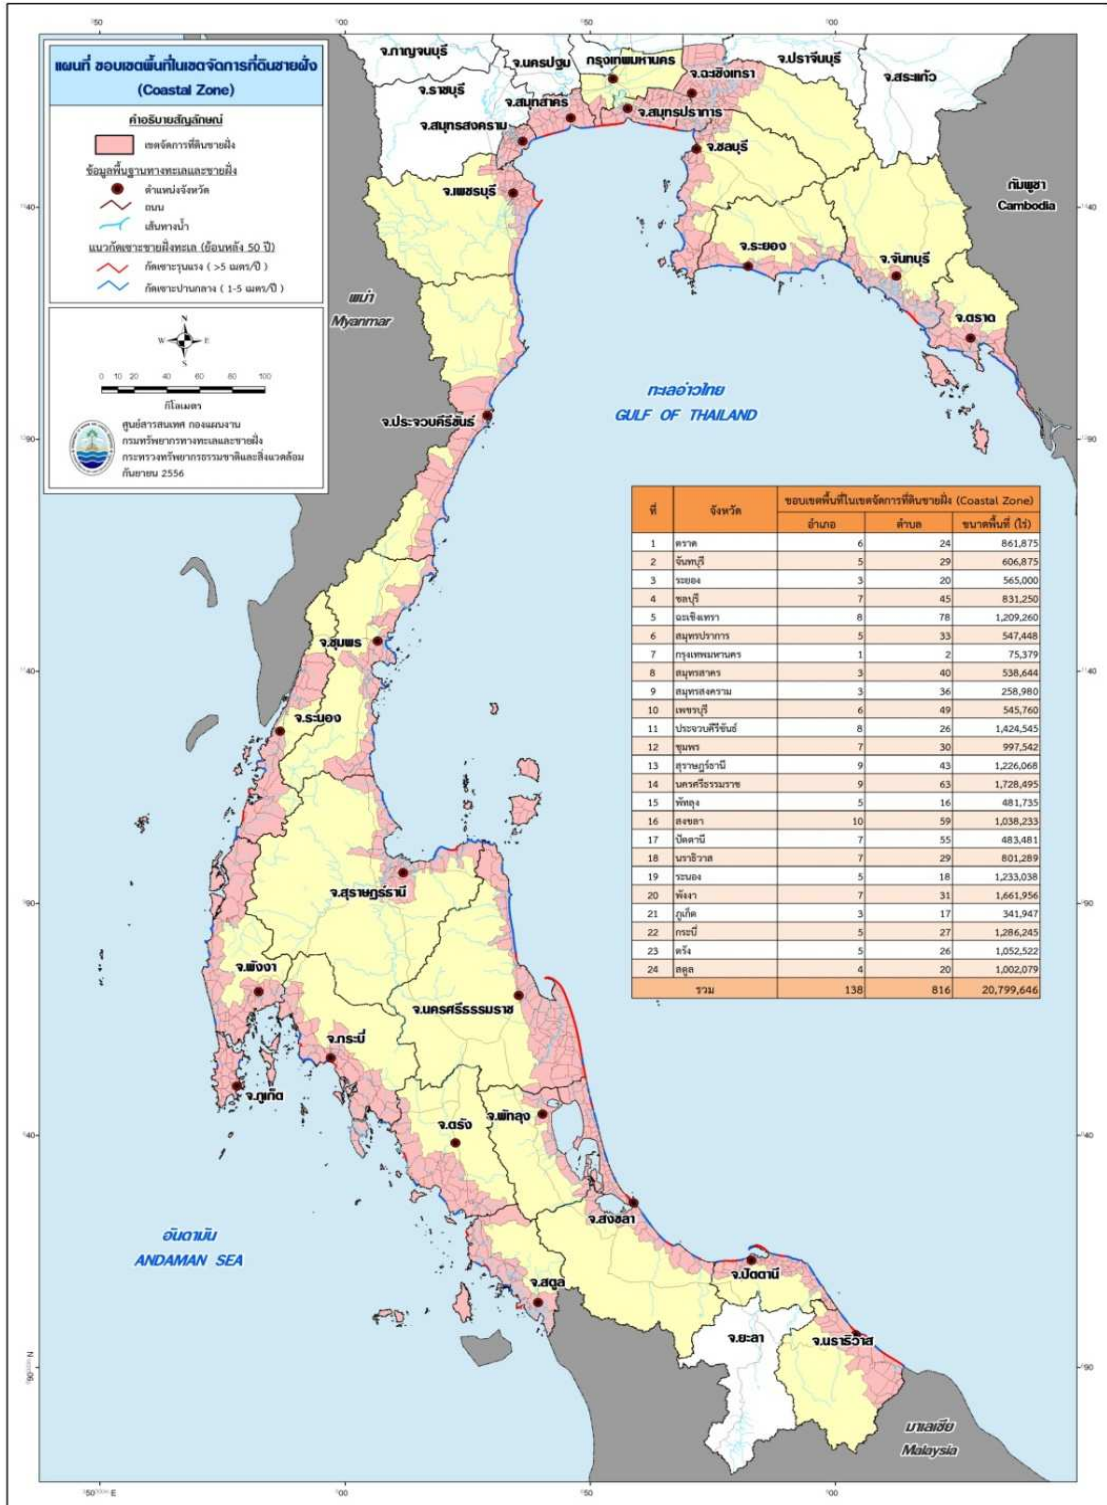 แผนที่ ขอบเขตพื้นที่ในเขตจัดการที่ดินชายฝั่ง
(Coastal Zone)
คำอธิบายสัญลักษณ์
เขตจัดการที่ดินชายฝั่ง
ข้อมูลพื้นฐานทางทะเลและชายฝั่ง
ตำแหน่งจังหวัด
ถนน
เส้นทางน้ำ
แนวกัดเซาะชายฝั่งทะเล (ย้อนหลัง 50 ปี)
กัดเซาะรุนแรง ( >5 เมตร/ปี )
กัดเซาะปานกลาง ( 1-5 เมตร/ปี )
N
W E
S
0 10 20 40 60 80 100
กิโลเมตร
ศูนย์สารสนเทศ กองแผนงาน
กรมทรัพยากรทางทะเลและชายฝั่ง
กระทรวงทรัพยากรธรรมชาติและสิ่งแวดล้อม
กันยายน 2556
จ.กาญจนบุรี
จ.นครปฐม
กรุงเทพมหานคร
จ.ปราจีนบุรี
จ.ราชบุรี
จ.ฉะเชิงเทรา
จ.สระแก้ว
จ.สมุทสาคร
จ.สมุทรปราการ
จ.สมุทรสงคราม
จ.ชลบุรี
จ.เพชรบุรี
กัมพูชา
Cambodia
จ.ระยอง
จ.จันทบุรี
พม่า
Myanmar
จ.ตราด
ทะเลอ่าวไทย
GULF OF THAILAND
จ.ประจวบคีรีขันธ์
จ.ชุมพร
จ.ระนอง
จ.สุราษฎร์ธานี
จ.พังงา
จ.นครศรีธรรมราช
จ.กระบี่
จ.ภูเก็ต
จ.ตรัง
จ.พัทลุง
จ.สงขลา
อันดามัน
ANDAMAN SEA
จ.ปัตตานี
จ.สตูล
จ.ยะลา
จ.นราธิวาส
มาเลเซีย
Malaysia
ที่ จังหวัด ขอบเขตพื้นที่ในเขตจัดการที่ดินชายฝั่ง (Coastal Zone)
อำเภอ ตำบล ขนาดพื้นที่ (ไร่)
1 ตราด 6 24 861,875
2 จันทบุรี 5 29 606,875
3 ระยอง 3 20 565,000
4 ชลบุรี 7 45 831,250
5 ฉะเชิงเทรา 8 78 1,209,260
6 สมุทรปราการ 5 33 547,448
7 กรุงเทพมหานคร 1 2 75,379
8 สมุทรสาคร 3 40 538,644
9 สมุทรสงคราม 3 36 258,980
10 เพชรบุรี 6 49 545,760
11 ประจวบคีรีขันธ์ 8 26 1,424,545
12 ชุมพร 7 30 997,542
13 สุราษฎร์ธานี 9 43 1,226,068
14 นครศรีธรรมราช 9 63 1,728,495
15 พัทลุง 5 16 481,735
16 สงขลา 10 59 1,038,233
17 ปัตตานี 7 55 483,481
18 นราธิวาส 7 29 801,289
19 ระนอง 5 18 1,233,038
20 พังงา 7 31 1,661,956
21 ภูเก็ต 3 17 341,947
22 กระบี่ 5 27 1,286,245
23 ตรัง 5 26 1,052,522
24 สตูล 4 20 1,002,079
รวม 138 816 20,799,646